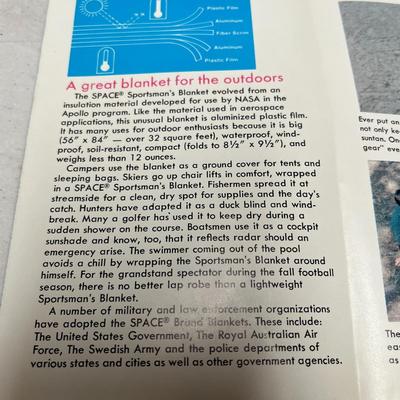 Plastic Film
Aluminum
Fiber Scrim
Aluminum
Plastic Film
A great blanket for the outdoors
The SPACE® Sportsman's Blanket evolved from an
insulation material developed for use by NASA in the
Apollo program. Like the material used in aerospace
applications, this unusual blanket is aluminized plastic film.
It has many uses for outdoor enthusiasts because it is big
(56" x 84" — over 32 square feet), waterproof, wind-
proof, soil-resistant, compact (folds to 8½" x 9½"), and
weighs less than 12 ounces.
Campers use the blanket as a ground cover for tents and
sleeping bags. Skiers go up chair lifts in comfort, wrapped
in a SPACE® Sportsman's Blanket. Fishermen spread it at
streamside for a clean, dry spot for supplies and the day's
catch. Hunters have adapted it as a duck blind and wind-
break. Many a golfer has used it to keep dry during a
sudden shower on the course. Boatsmen use it as a cockpit
sunshade and know, too, that it reflects radar should an
emergency arise. The swimmer coming out of the pool
avoids a chill by wrapping the Sportsman's Blanket around
himself. For the grandstand spectator during the fall football
season, there is no better lap robe than a lightweight
Sportsman's Blanket.
A number of military and law enforcement organizations
have adopted the SPACE® Brand Blankets. These include:
The United States Government, The Royal Australian Air
Force, The Swedish Army and the police departments of
various states and cities as well as other government agencies.
Ever put an
not only kee
suntan. One
gear" eve
The
eas
as